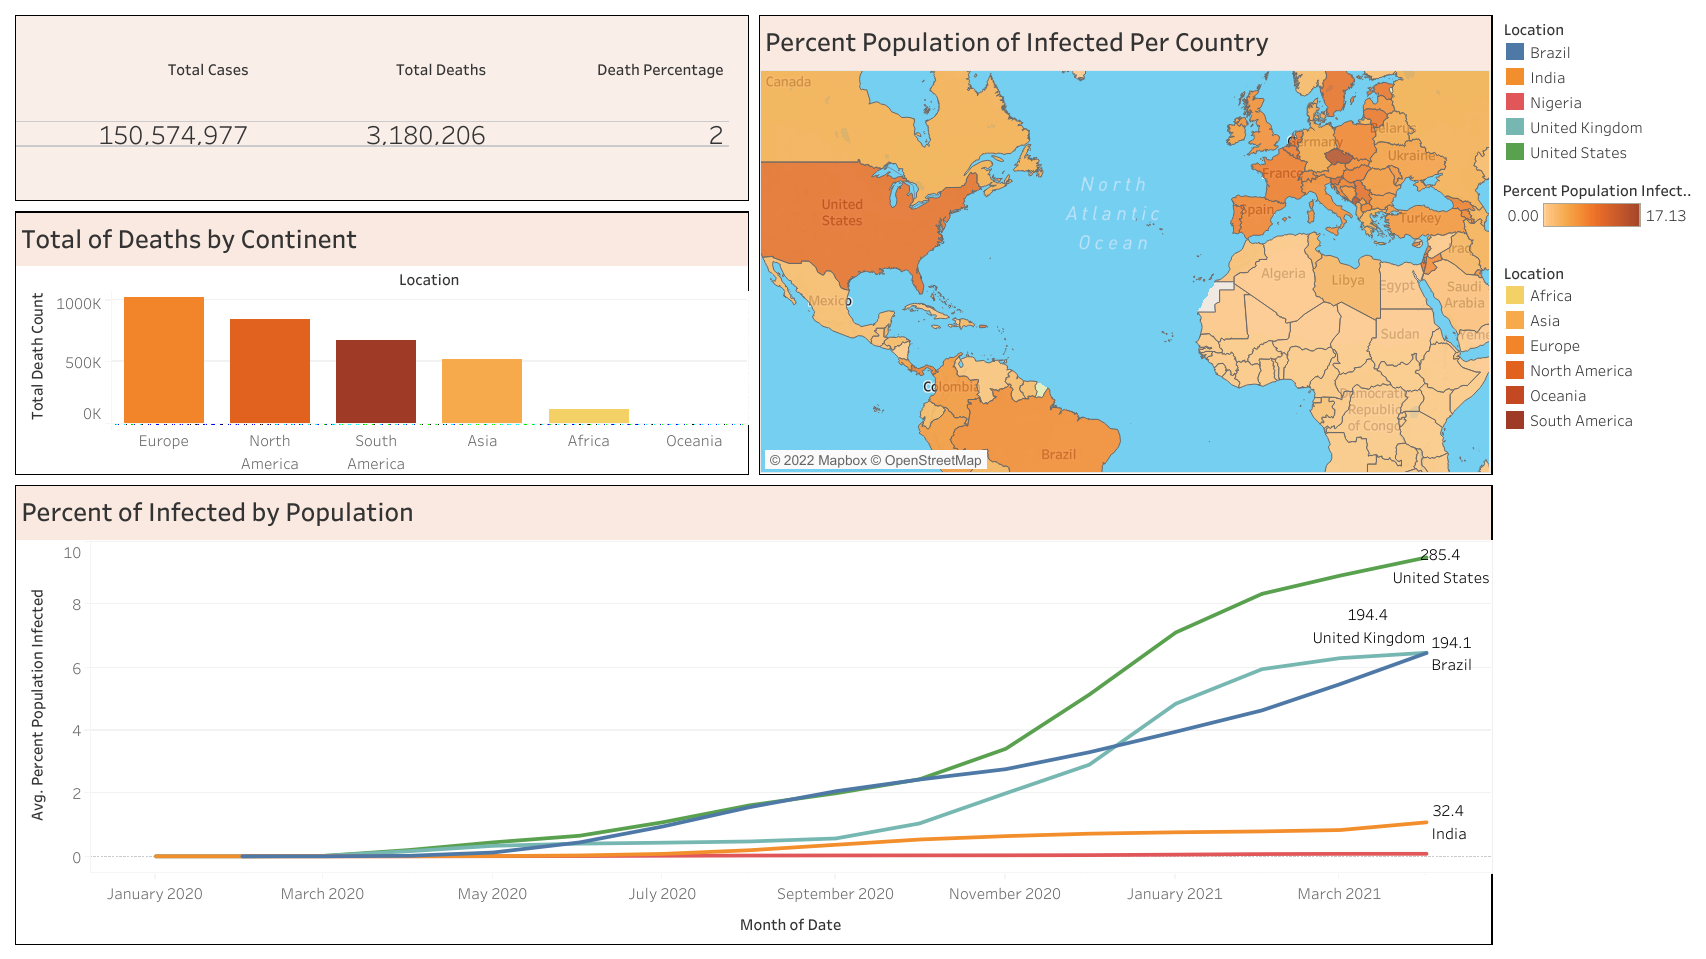 Total Cases Total Deaths Death Percentage
150,574,977 3,180,206 2
Total of Deaths by Continent
Location
Total Death Count
1000K
500K
0K
Europe North America South America Asia Africa Oceania
Percent Population of Infected Per Country
Canada
United States
Mexico
Colombia
Brazil
North Atlantic Ocean
Germany
Belarus
Ukraine
France
Spain
Turkey
Iraq
Algeria
Libya
Egypt
Saudi Arabia
Sudan
Democratic Republic of Congo
© 2022 Mapbox © OpenStreetMap
Location
Brazil
India
Nigeria
United Kingdom
United States
Percent Population Infect..
0.00 17.13
Location
Africa
Asia
Europe
North America
Oceania
South America
Percent of Infected by Population
Avg. Percent Population Infected
10
8
6
4
2
0
285.4
United States
194.4
United Kingdom
194.1
Brazil
32.4
India
January 2020 March 2020 May 2020 July 2020 September 2020 November 2020 January 2021 March 2021
Month of Date